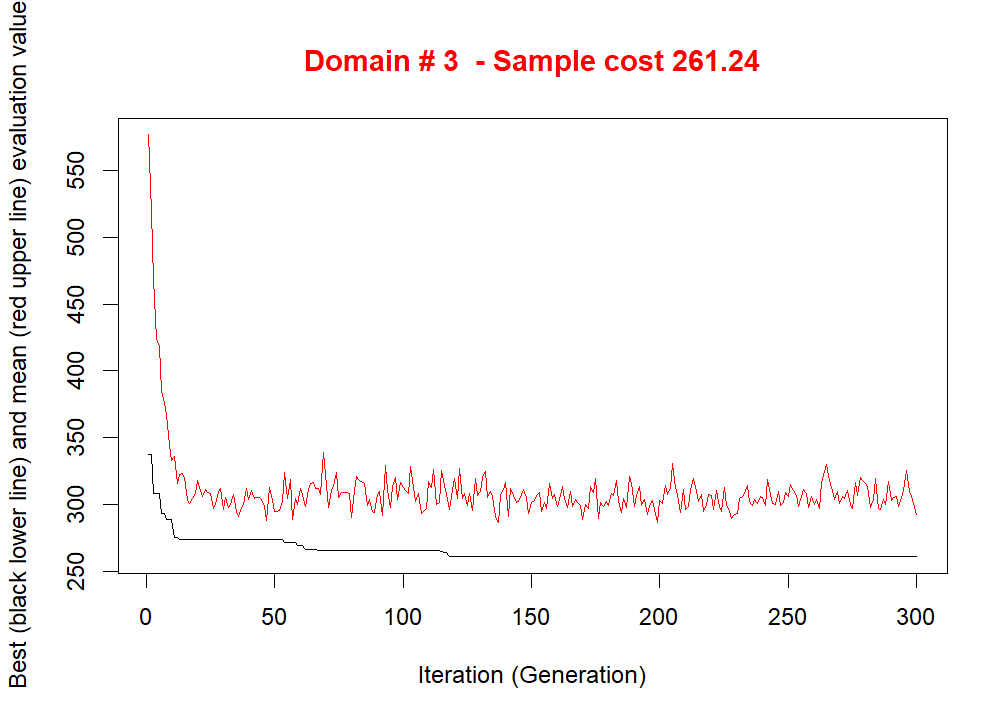 Domain # 3  - Sample cost 261.24
Best (black lower line) and mean (red upper line) evaluation value
550
500
450
400
350
300
250
0 50 100 150 200 250 300
Iteration (Generation)